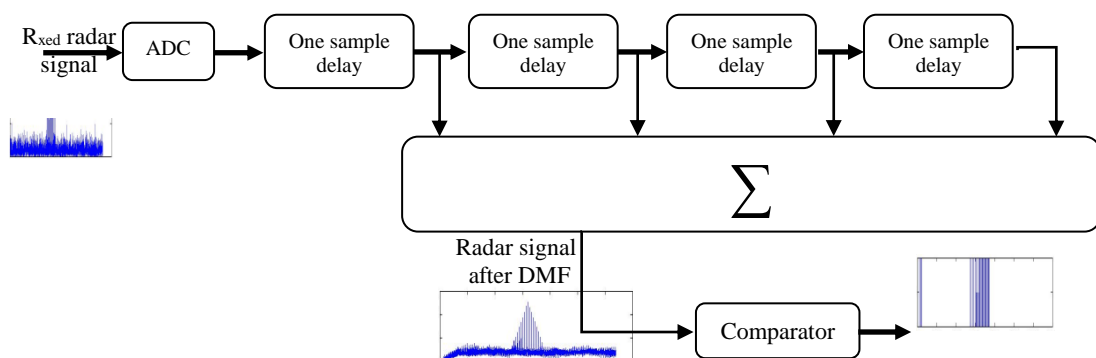 Rxed radar
signal
ADC
One sample
delay
One sample
delay
One sample
delay
One sample
delay
∑
Radar signal
after DMF
Comparator